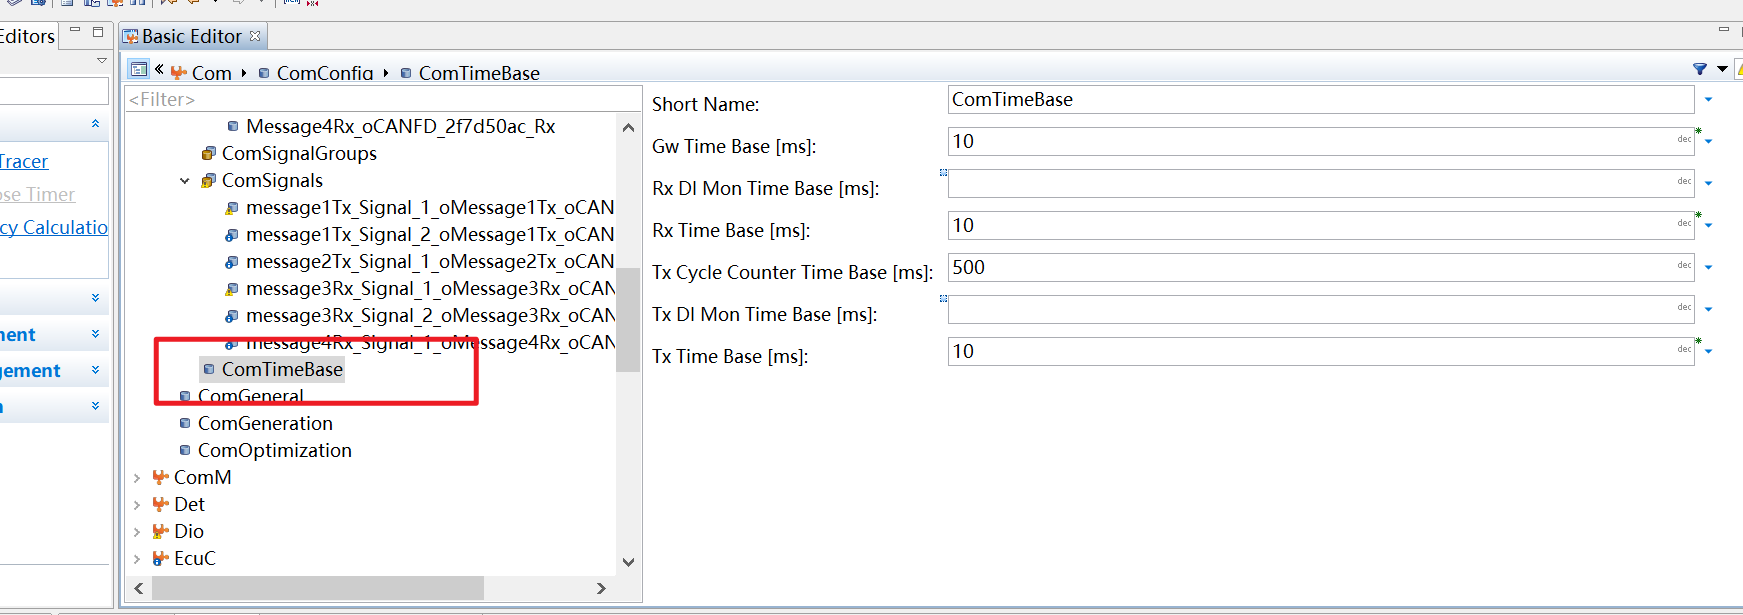 Editors
Basic Editor
Com
ComConfig
ComTimeBase
<Filter>
Message4Rx_oCANFD_2f7d50ac_Rx
ComSignalGroups
ComSignals
message1Tx_Signal_1_oMessage1Tx_oCAN
message1Tx_Signal_2_oMessage1Tx_oCAN
message2Tx_Signal_1_oMessage2Tx_oCAN
message3Rx_Signal_1_oMessage3Rx_oCAN
message3Rx_Signal_2_oMessage3Rx_oCAN
message4Rx_Signal_1_oMessage4Rx_oCAN
ComTimeBase
ComGeneral
ComGeneration
ComOptimization
ComM
Det
Dio
EcuC
Tracer
ose Timer
cy Calculatio
ment
gement
n
Short Name:
ComTimeBase
Gw Time Base [ms]:
10
dec
Rx Dl Mon Time Base [ms]:
dec
Rx Time Base [ms]:
10
dec
Tx Cycle Counter Time Base [ms]:
500
dec
Tx Dl Mon Time Base [ms]:
dec
Tx Time Base [ms]:
10
dec